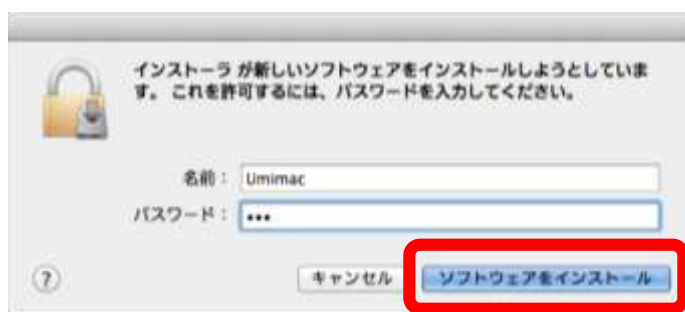 インストーラ が新しいソフトウェアをインストールしようとしていま
す。 これを許可するには、パスワードを入力してください。
名前： Umimac
パスワード： •••
? キャンセル ソフトウェアをインストール